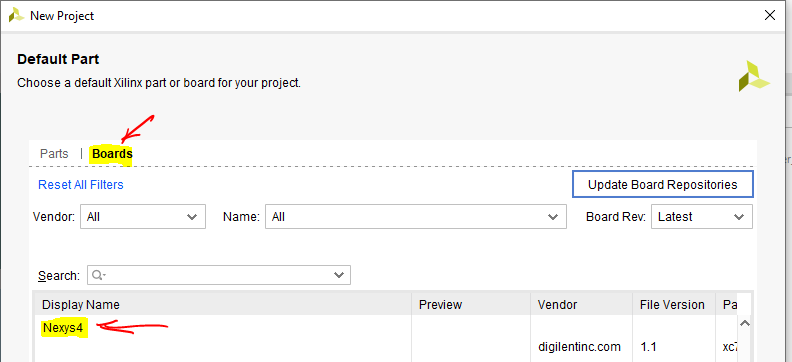 New Project
Default Part
Choose a default Xilinx part or board for your project.
Parts | Boards
Reset All Filters Update Board Repositories
Vendor: All Name: All Board Rev: Latest
Search: Q-
Display Name Preview Vendor File Version Pa
Nexys4
digilentinc.com 1.1 xc7